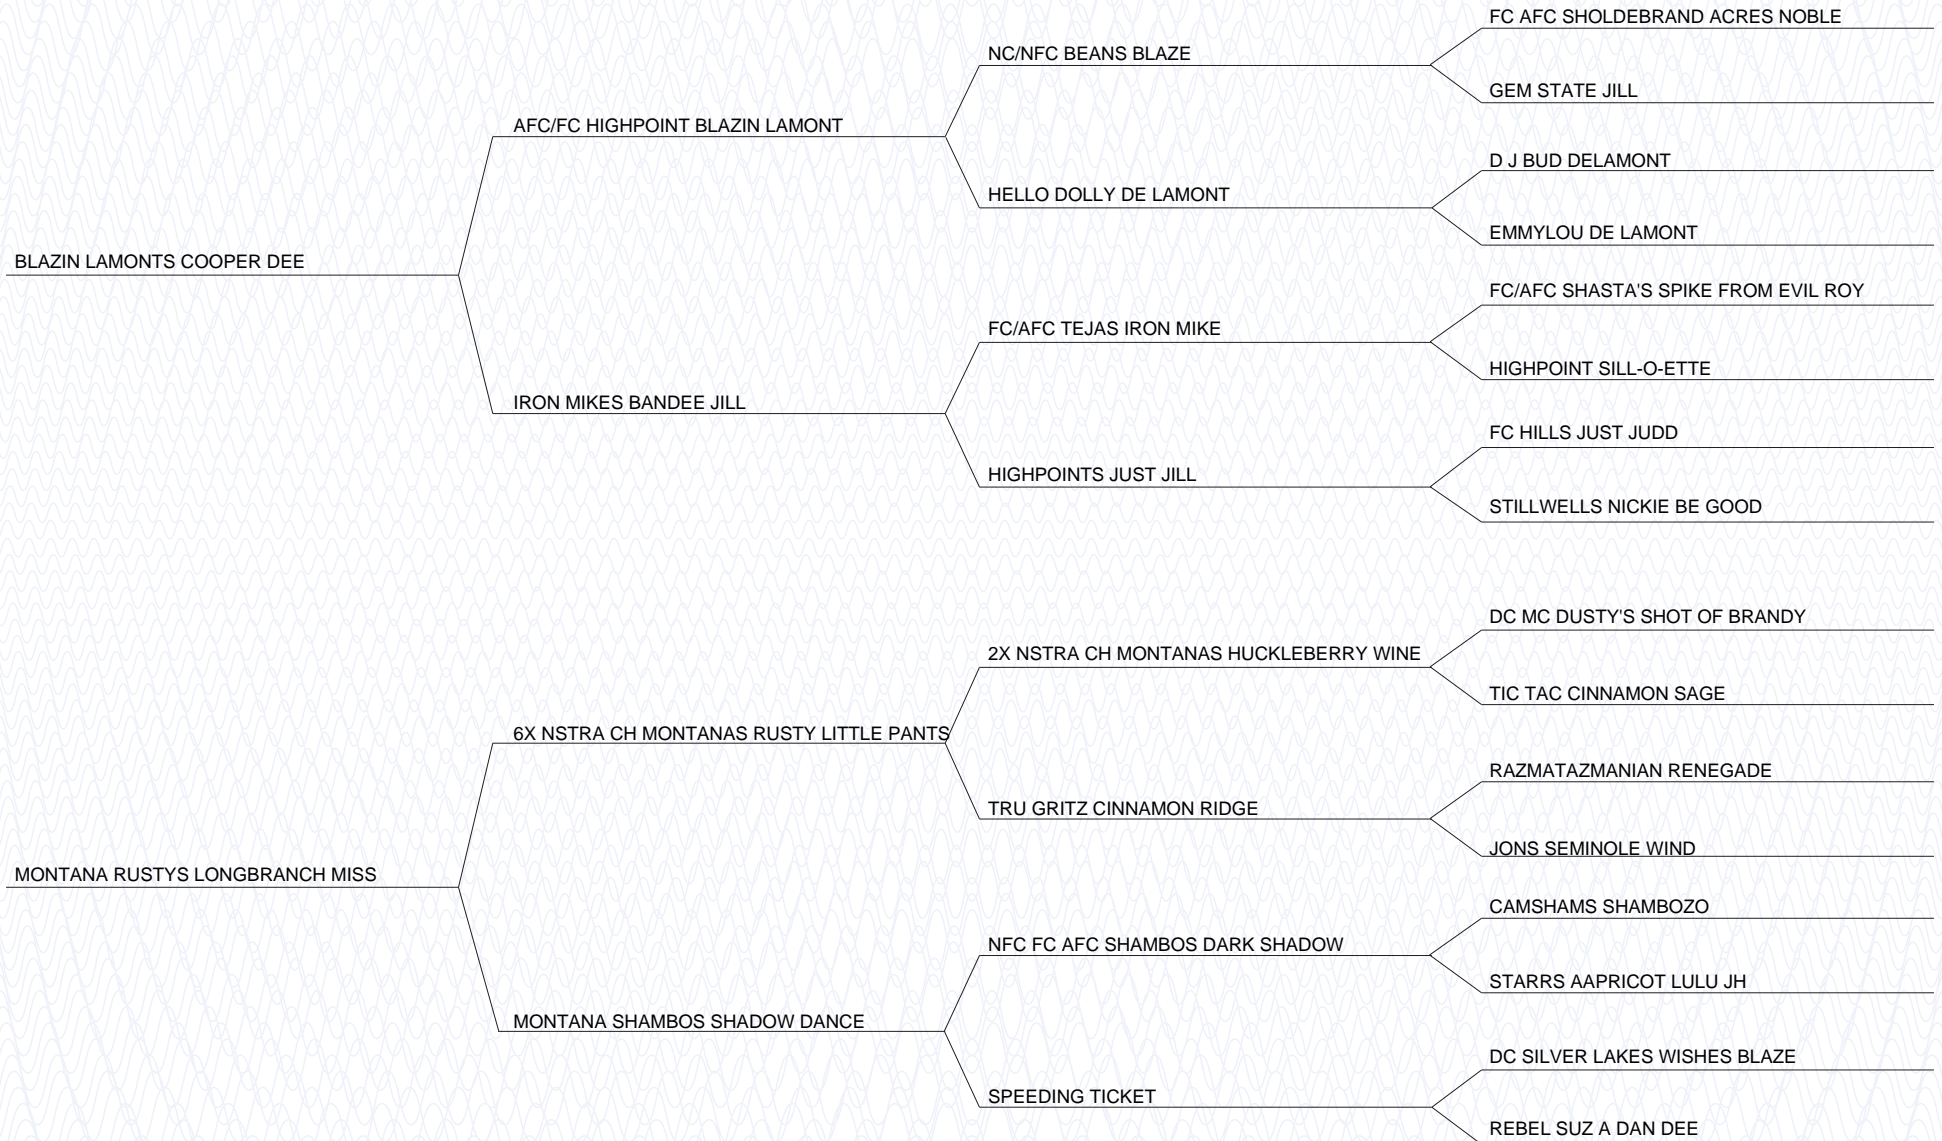 FC AFC SHOLDEBRAND ACRES NOBLE
NC/NFC BEANS BLAZE
GEM STATE JILL
AFC/FC HIGHPOINT BLAZIN LAMONT
D J BUD DELAMONT
HELLO DOLLY DE LAMONT
EMMYLOU DE LAMONT
BLAZIN LAMONTS COOPER DEE
FC/AFC SHASTA'S SPIKE FROM EVIL ROY
FC/AFC TEJAS IRON MIKE
HIGHPOINT SILL-O-ETTE
IRON MIKES BANDEE JILL
FC HILLS JUST JUDD
HIGHPOINTS JUST JILL
STILLWELLS NICKIE BE GOOD
DC MC DUSTY'S SHOT OF BRANDY
2X NSTRA CH MONTANAS HUCKLEBERRY WINE
TIC TAC CINNAMON SAGE
6X NSTRA CH MONTANAS RUSTY LITTLE PANTS
RAZMATAZMANIAN RENEGADE
TRU GRITZ CINNAMON RIDGE
JONS SEMINOLE WIND
MONTANA RUSTYS LONGBRANCH MISS
CAMSHAMS SHAMBOZO
NFC FC AFC SHAMBOS DARK SHADOW
STARRS AAPRICOT LULU JH
MONTANA SHAMBOS SHADOW DANCE
DC SILVER LAKES WISHES BLAZE
SPEEDING TICKET
REBEL SUZ A DAN DEE